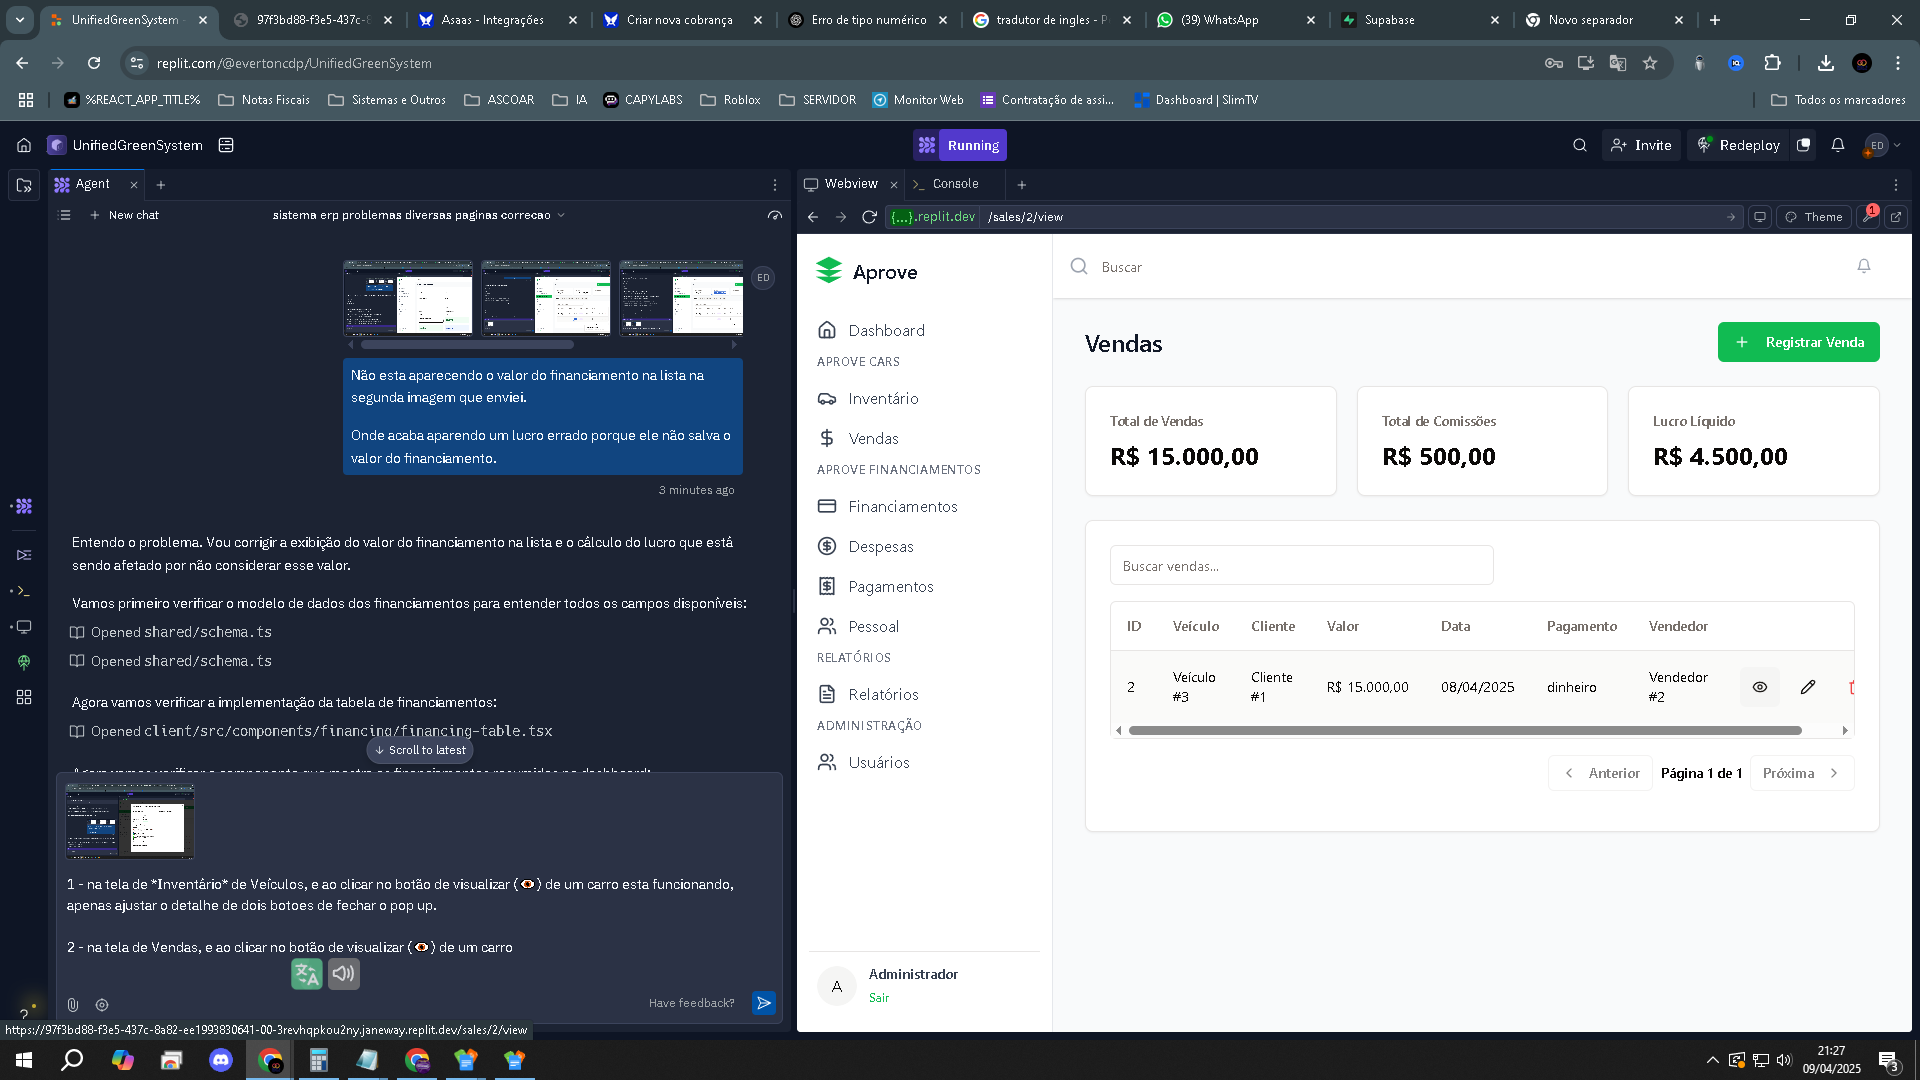 UnifiedGreenSystem -
97f3bd88-f3e5-437c-8
Asaas - Integrações
Criar nova cobrança
Erro de tipo numérico
tradutor de ingles - Pe
(39) WhatsApp
Supabase
Novo separador
replit.com/@evertoncdp/UnifiedGreenSystem
%REACT_APP_TITLE%
Notas Fiscais
Sistemas e Outros
ASCOAR
IA
CAPYLABS
Roblox
SERVIDOR
Monitor Web
Contratação de assi...
Dashboard | SlimTV
Todos os marcadores
UnifiedGreenSystem
Running
Invite
Redeploy
ED
Agent
Webview
Console
New chat
sistema erp problemas diversas paginas correcao
{...}.replit.dev
/sales/2/view
Theme
1
ED
Não esta aparecendo o valor do financiamento na lista na
segunda imagem que enviei.
Onde acaba aparendo um lucro errado porque ele não salva o
valor do financiamento.
3 minutes ago
Entendo o problema. Vou corrigir a exibição do valor do financiamento na lista e o cálculo do lucro que está
sendo afetado por não considerar esse valor.
Vamos primeiro verificar o modelo de dados dos financiamentos para entender todos os campos disponíveis:
Opened shared/schema.ts
Opened shared/schema.ts
Agora vamos verificar a implementação da tabela de financiamentos:
Opened client/src/components/financing/financing-table.tsx
Scroll to latest
1 - na tela de *Inventário* de Veículos, e ao clicar no botão de visualizar (👁) de um carro esta funcionando,
apenas ajustar o detalhe de dois botoes de fechar o pop up.
2 - na tela de Vendas, e ao clicar no botão de visualizar (👁) de um carro
Have feedback?
https://97f3bd88-f3e5-437c-8a82-ee1993830641-00-3revhqpkou2ny.janeway.replit.dev/sales/2/view
Aprove
Dashboard
APROVE CARS
Inventário
Vendas
APROVE FINANCIAMENTOS
Financiamentos
Despesas
Pagamentos
Pessoal
RELATÓRIOS
Relatórios
ADMINISTRAÇÃO
Usuários
A
Administrador
Sair
Buscar
Vendas
Registrar Venda
Total de Vendas
R$ 15.000,00
Total de Comissões
R$ 500,00
Lucro Líquido
R$ 4.500,00
Buscar vendas...
ID Veículo Cliente Valor Data Pagamento Vendedor
2 Veículo #3 Cliente #1 R$ 15.000,00 08/04/2025 dinheiro Vendedor #2
Anterior
Página 1 de 1
Próxima
21:27
09/04/2025
3